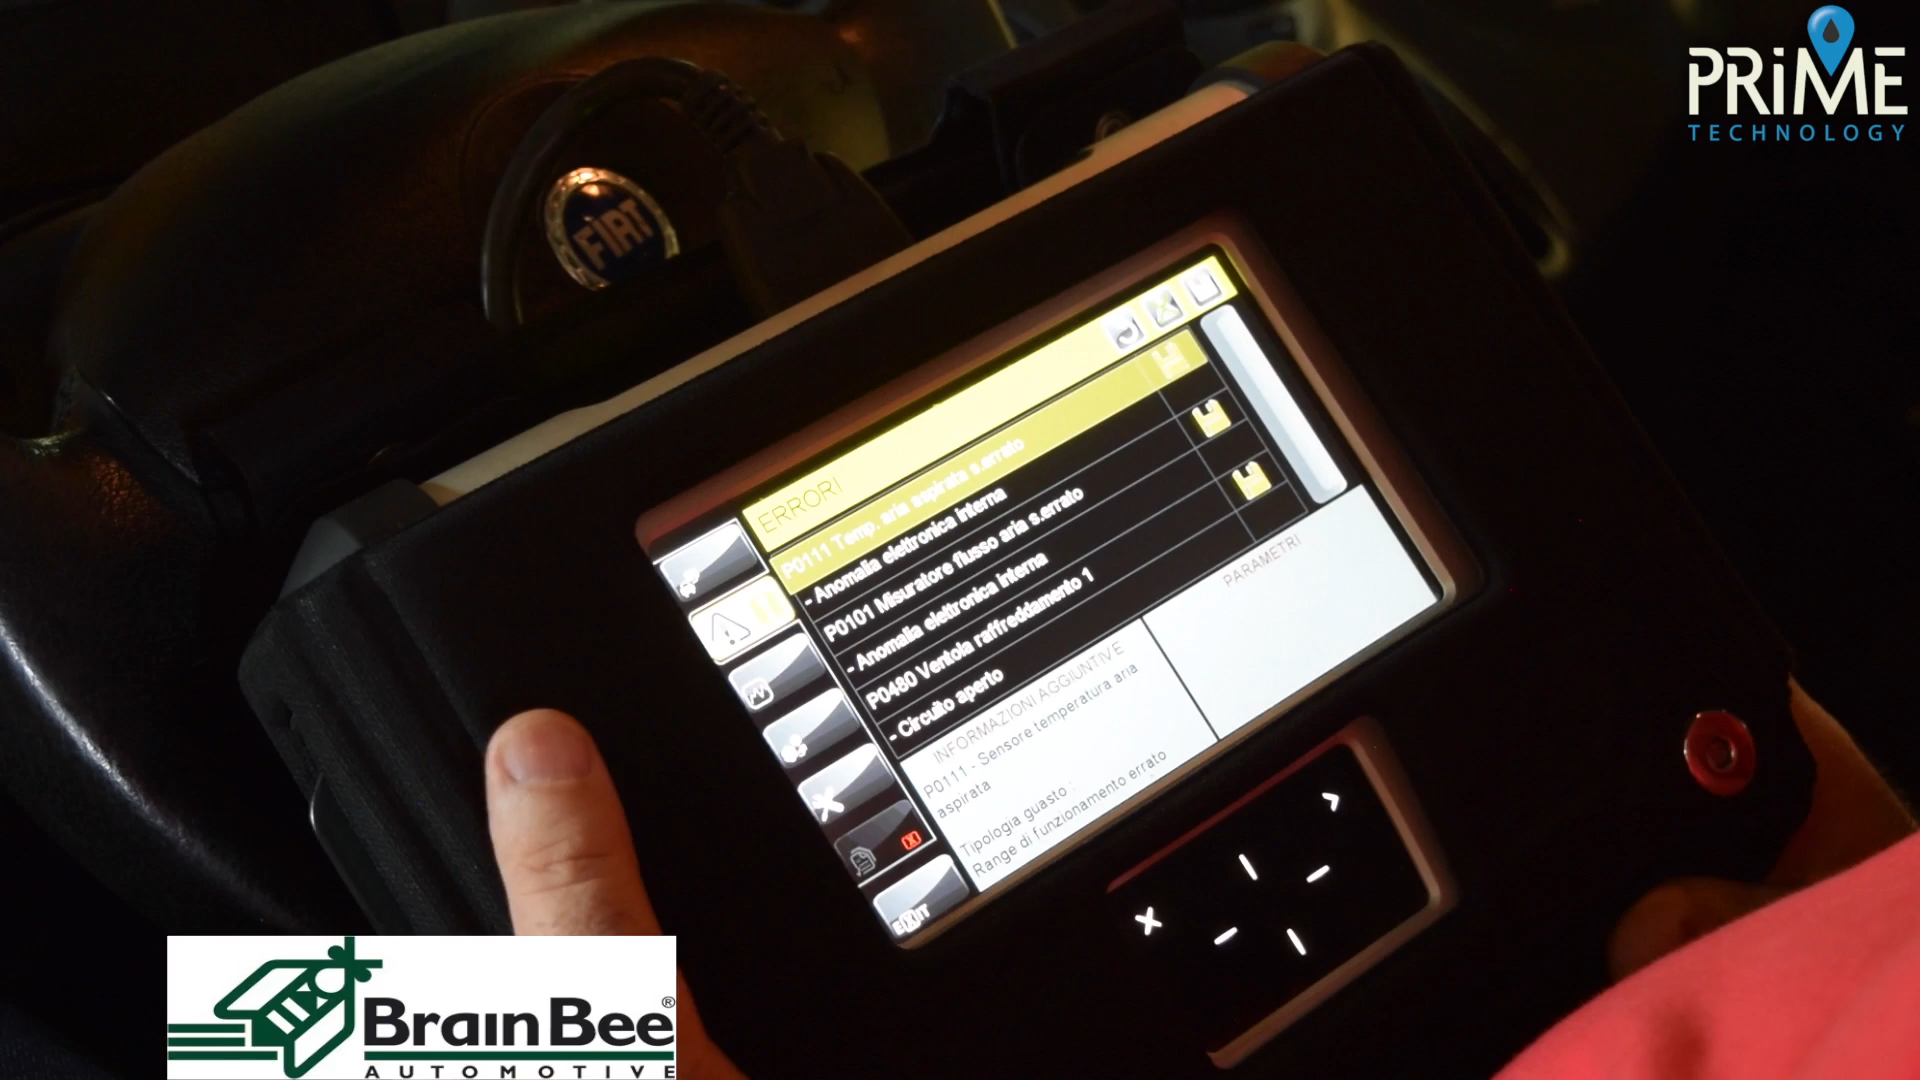 PRiME
TECHNOLOGY
FIAT
ERRORI
P0111 Temp. aria aspirata s.errato
- Anomalia elettronica interna
P0101 Misuratore flusso aria s.errato
- Anomalia elettronica interna
P0480 Ventola raffreddamento 1
- Circuito aperto
INFORMAZIONI AGGIUNTIVE
P0111 - Sensore temperatura aria
aspirata
Tipologia guasto :
Range di funzionamento errato
PARAMETRI
EXIT
BrainBee®
AUTOMOTIVE